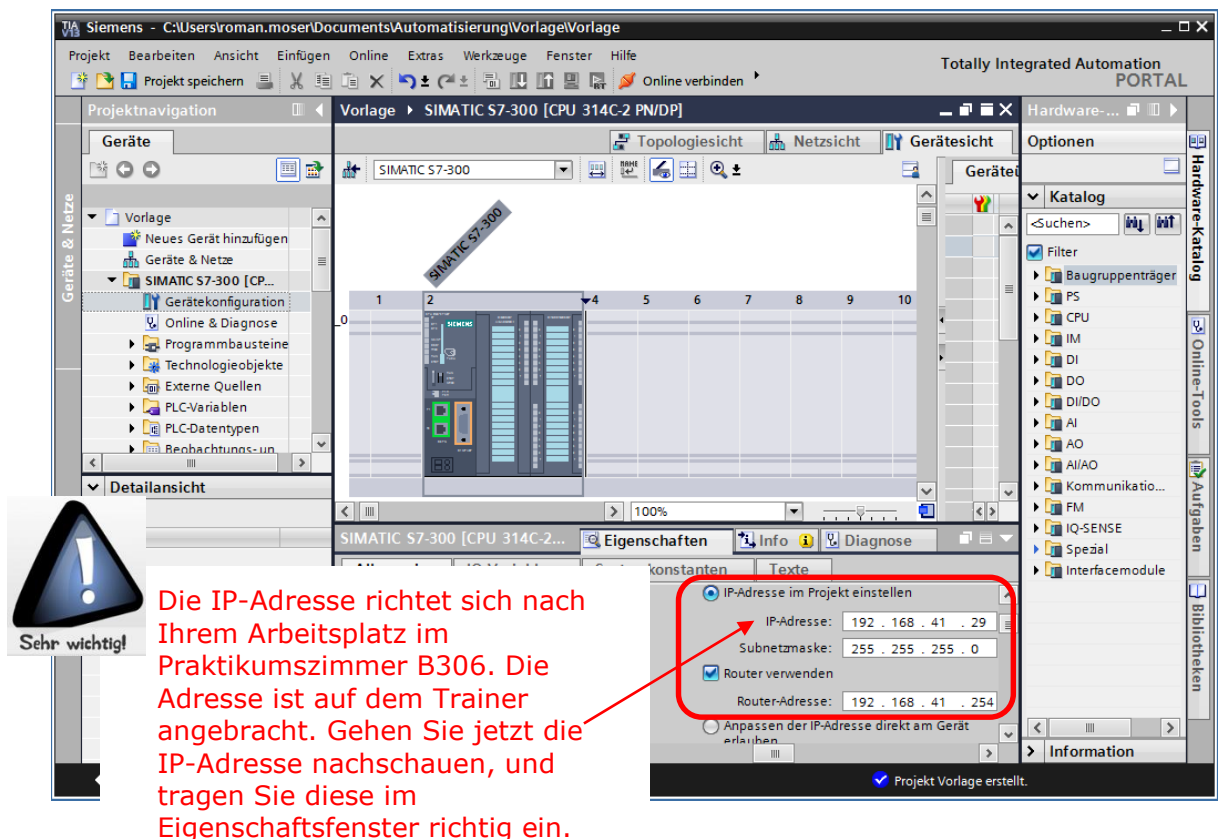 Siemens - C:\Users\roman.moser\Documents\Automatisierung\Vorlage\Vorlage
Projekt Bearbeiten Ansicht Einfügen Online Extras Werkzeuge Fenster Hilfe
Totally Integrated Automation
PORTAL
Projekt speichern
Online verbinden
Projektnavigation
Vorlage SIMATIC S7-300 [CPU 314C-2 PN/DP]
Hardware-...
Geräte
Topologiesicht Netzsicht Gerätesicht
Optionen
SIMATIC S7-300
Geräteü
Katalog
<Suchen>
Filter
Vorlage
Neues Gerät hinzufügen
Geräte & Netze
SIMATIC S7-300 [CP...
Gerätekonfiguration
Online & Diagnose
Programmbausteine
Technologieobjekte
Externe Quellen
PLC-Variablen
PLC-Datentypen
Beobachtungs- un
Detailansicht
Geräte & Netze
SIMATIC S7-300
1 2 4 5 6 7 8 9 10
_0
SIEMENS
100%
Baugruppenträger
PS
CPU
IM
DI
DO
DI/DO
AI
AO
AI/AO
Kommunikatio...
FM
IQ-SENSE
Spezial
Interfacemodule
Information
Hardware-Katalog
Online-Tools
Aufgaben
Bibliotheken
SIMATIC S7-300 [CPU 314C-2...
Eigenschaften Info Diagnose
Texte
IP-Adresse im Projekt einstellen
IP-Adresse: 192 . 168 . 41 . 29
Subnetzmaske: 255 . 255 . 255 . 0
Router verwenden
Router-Adresse: 192 . 168 . 41 . 254
Anpassen der IP-Adresse direkt am Gerät
erlauben
Projekt Vorlage erstellt.
Sehr wichtig!
Die IP-Adresse richtet sich nach
Ihrem Arbeitsplatz im
Praktikumszimmer B306. Die
Adresse ist auf dem Trainer
angebracht. Gehen Sie jetzt die
IP-Adresse nachschauen, und
tragen Sie diese im
Eigenschaftsfenster richtig ein.